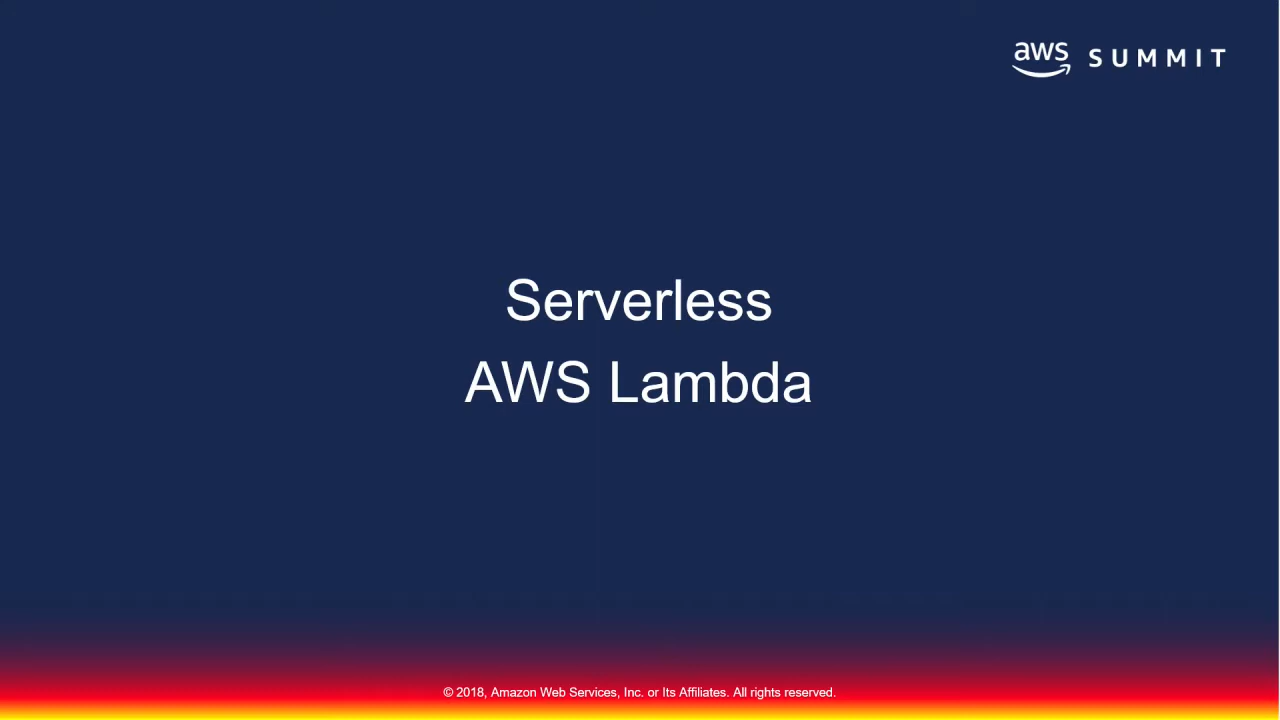 aws SUMMIT
Serverless
AWS Lambda
© 2018, Amazon Web Services, Inc. or Its Affiliates. All rights reserved.